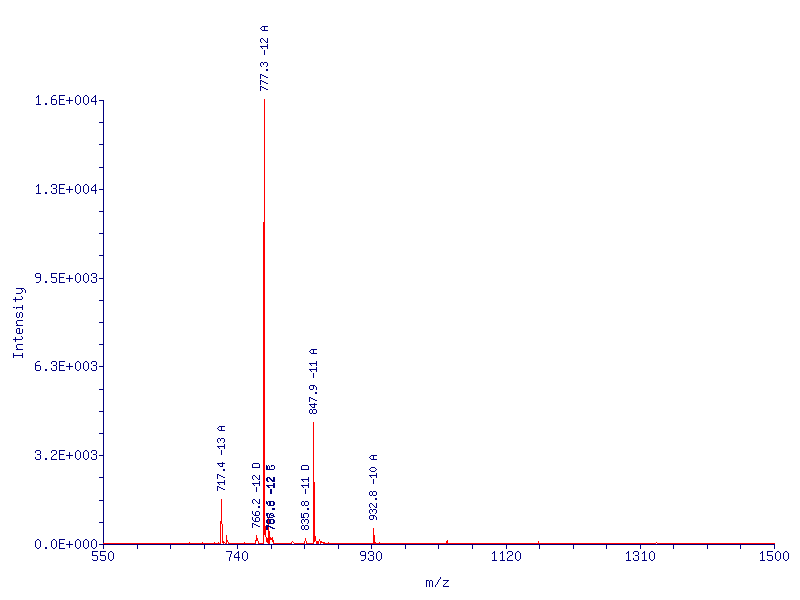 777.3 -12 A
1.6E+004
1.3E+004
9.5E+003
6.3E+003
3.2E+003
0.0E+000
Intensity
847.9 -11 A
717.4 -13 A
932.8 -10 A
766.2 -12 D
835.8 -11 D
550
740
930
1120
1310
1500
m/z